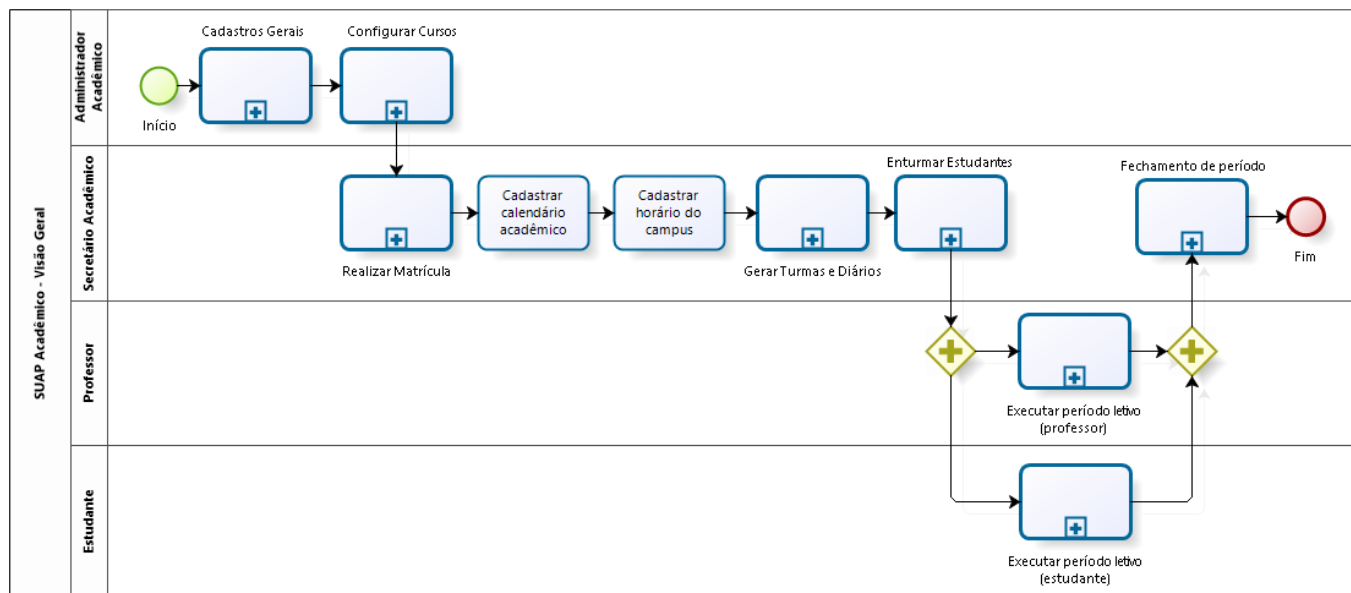 SUAP Acadêmico - Visão Geral
Administrador
Acadêmico
Cadastros Gerais
Configurar Cursos
Início
Secretário Acadêmico
Realizar Matrícula
Cadastrar
calendário
acadêmico
Cadastrar
horário do
campus
Gerar Turmas e Diários
Enturmar Estudantes
Fechamento de período
Fim
Professor
Executar período letivo
(professor)
Estudante
Executar período letivo
(estudante)